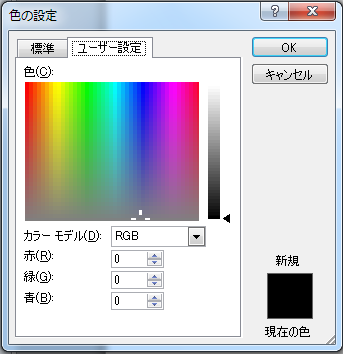 色の設定
標準 ユーザー設定
OK
キャンセル
色(C):
カラー モデル(D): RGB
赤(R): 0
緑(G): 0
青(B): 0
新規
現在の色